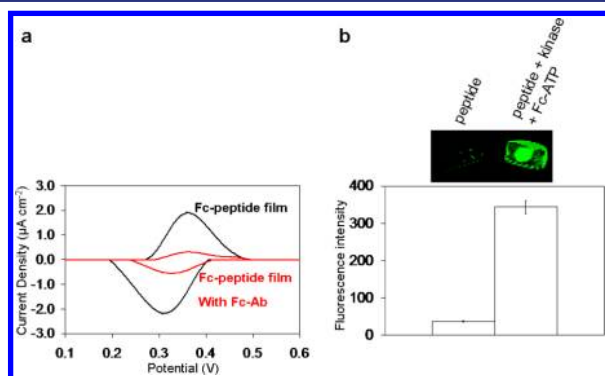 a
Current Density (µA cm⁻²)
3.0
2.0
1.0
0.0
-1.0
-2.0
-3.0
Fc-peptide film
Fc-peptide film
With Fc-Ab
0.1 0.2 0.3 0.4 0.5 0.6
Potential (V)
b
peptide
peptide + kinase
+ Fc-ATP
Fluorescence intensity
400
300
200
100
0